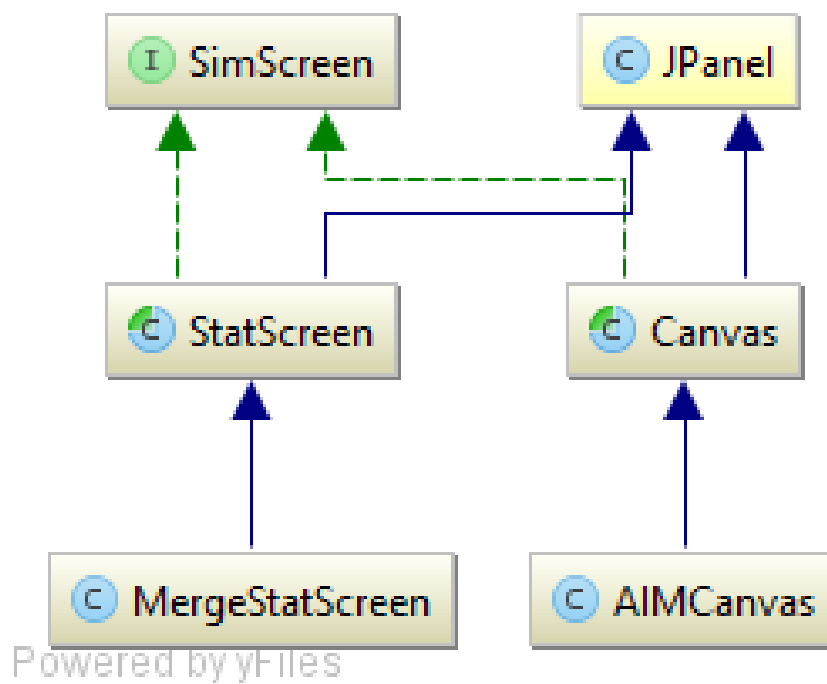 I SimScreen
C JPanel
C StatScreen
C Canvas
C MergeStatScreen
C AIMCanvas
Powered by yFiles